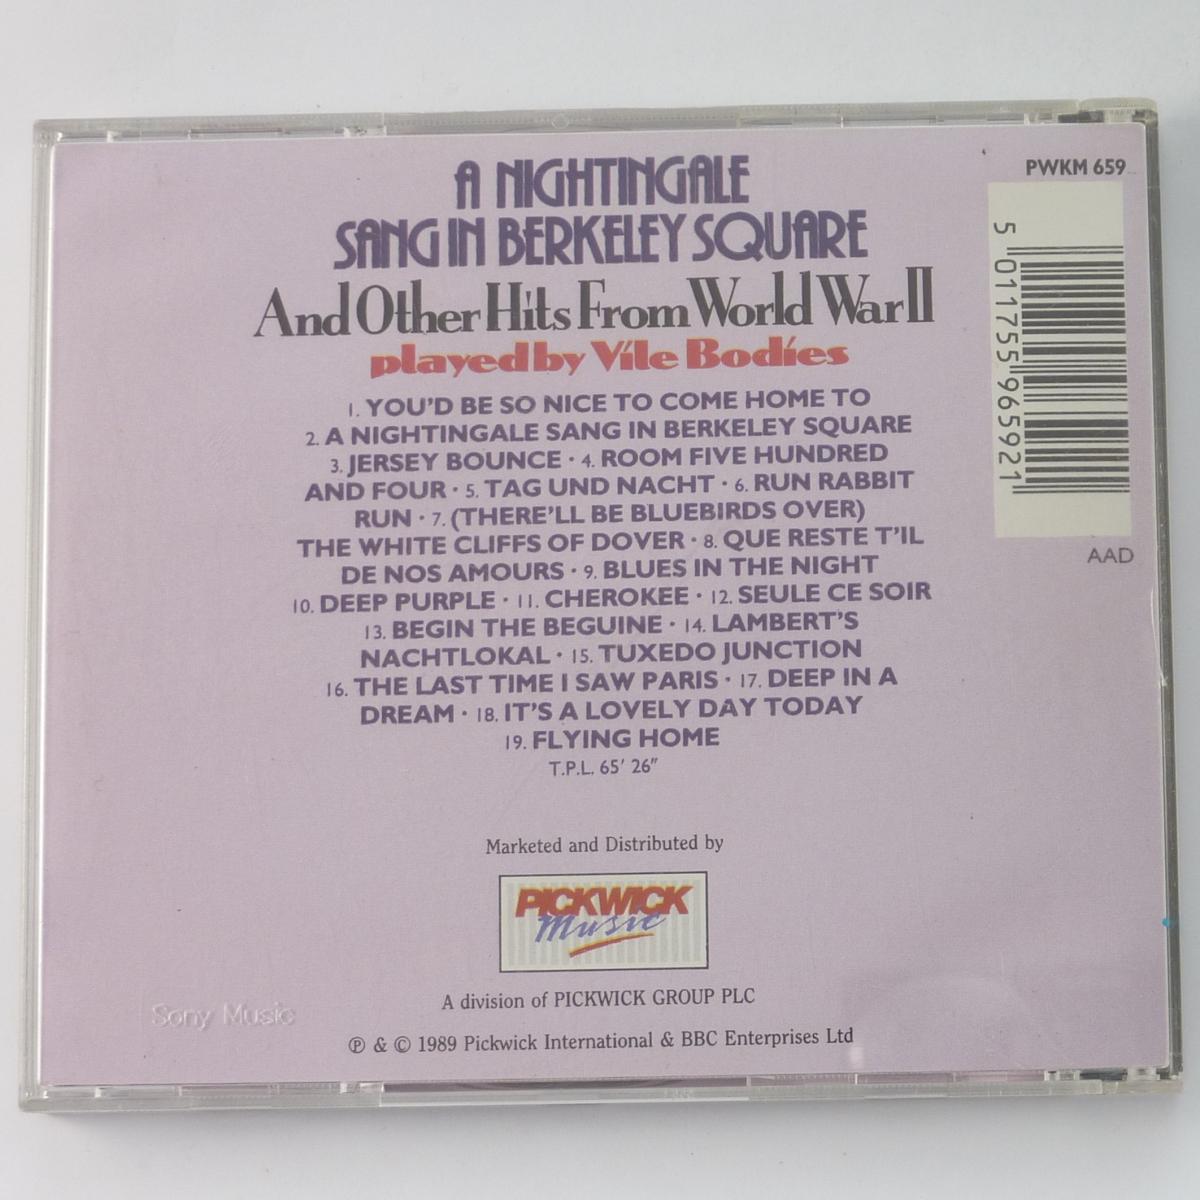 A NIGHTINGALE
SANG IN BERKELEY SQUARE
And Other Hits From World War II
played by Vile Bodies
1. YOU'D BE SO NICE TO COME HOME TO
2. A NIGHTINGALE SANG IN BERKELEY SQUARE
3. JERSEY BOUNCE · 4. ROOM FIVE HUNDRED
AND FOUR · 5. TAG UND NACHT · 6. RUN RABBIT
RUN · 7. (THERE'LL BE BLUEBIRDS OVER)
THE WHITE CLIFFS OF DOVER · 8. QUE RESTE T'IL
DE NOS AMOURS · 9. BLUES IN THE NIGHT
10. DEEP PURPLE · 11. CHEROKEE · 12. SEULE CE SOIR
13. BEGIN THE BEGUINE · 14. LAMBERT'S
NACHTLOKAL · 15. TUXEDO JUNCTION
16. THE LAST TIME I SAW PARIS · 17. DEEP IN A
DREAM · 18. IT'S A LOVELY DAY TODAY
19. FLYING HOME
T.P.L. 65' 26"
PWKM 659
5 011755 965921
AAD
Marketed and Distributed by
PICKWICK
Music
A division of PICKWICK GROUP PLC
Sony Music
℗ & © 1989 Pickwick International & BBC Enterprises Ltd